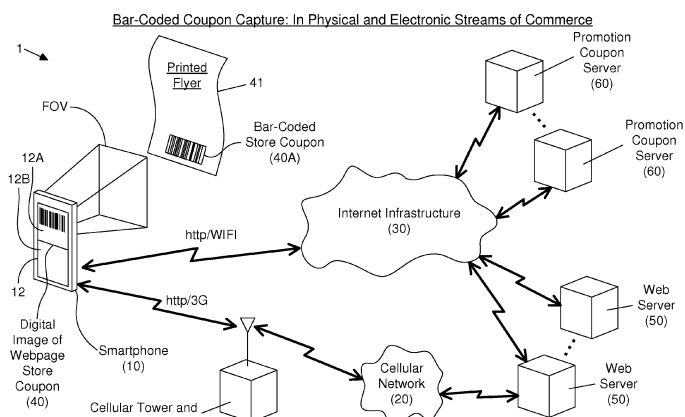 Bar-Coded Coupon Capture: In Physical and Electronic Streams of Commerce
1
Printed
Flyer
41
FOV
Bar-Coded
Store Coupon
(40A)
12A
12B
12
Digital
Image of
Webpage
Store
Coupon
(40)
Smartphone
(10)
http/WIFI
http/3G
Internet Infrastructure
(30)
Promotion
Coupon
Server
(60)
Promotion
Coupon
Server
(60)
Web
Server
(50)
Web
Server
(50)
Cellular
Network
(20)
Cellular Tower and